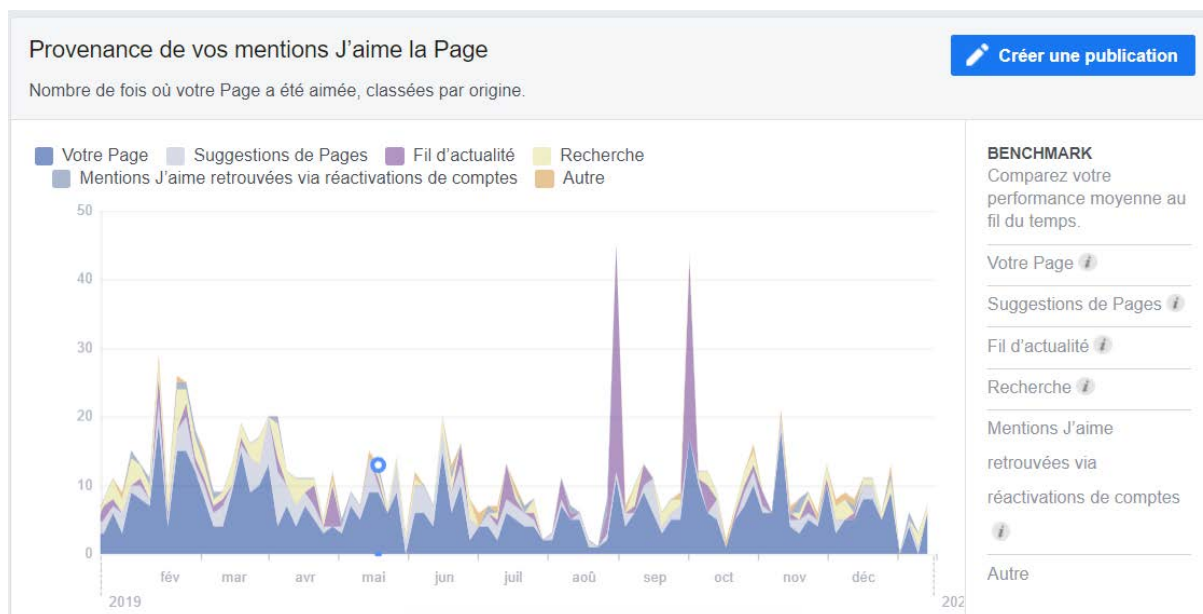 Provenance de vos mentions J'aime la Page
Créer une publication
Nombre de fois où votre Page a été aimée, classées par origine.
Votre Page
Suggestions de Pages
Fil d'actualité
Recherche
Mentions J'aime retrouvées via réactivations de comptes
Autre
50
40
30
20
10
0
fév
mar
avr
mai
jun
juil
aoû
sep
oct
nov
déc
2019
202
BENCHMARK
Comparez votre
performance moyenne au
fil du temps.
Votre Page i
Suggestions de Pages i
Fil d'actualité i
Recherche i
Mentions J'aime
retrouvées via
réactivations de comptes
i
Autre